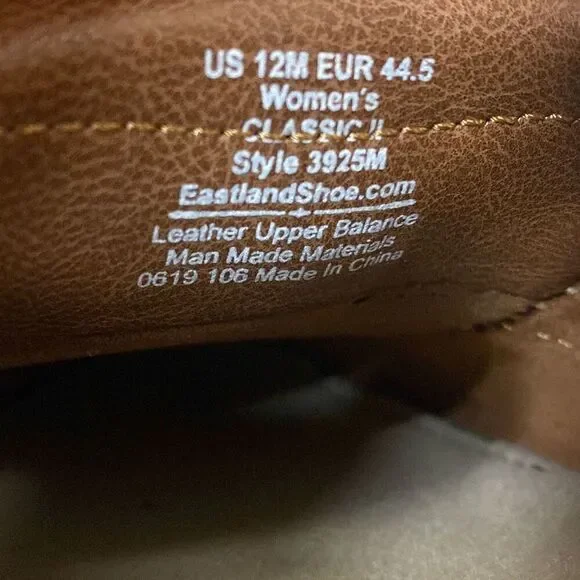 US 12M EUR 44.5
Women's
CLASSIC II
Style 3925M
EastlandShoe.com
Leather Upper Balance
Man Made Materials
0619 106 Made In China